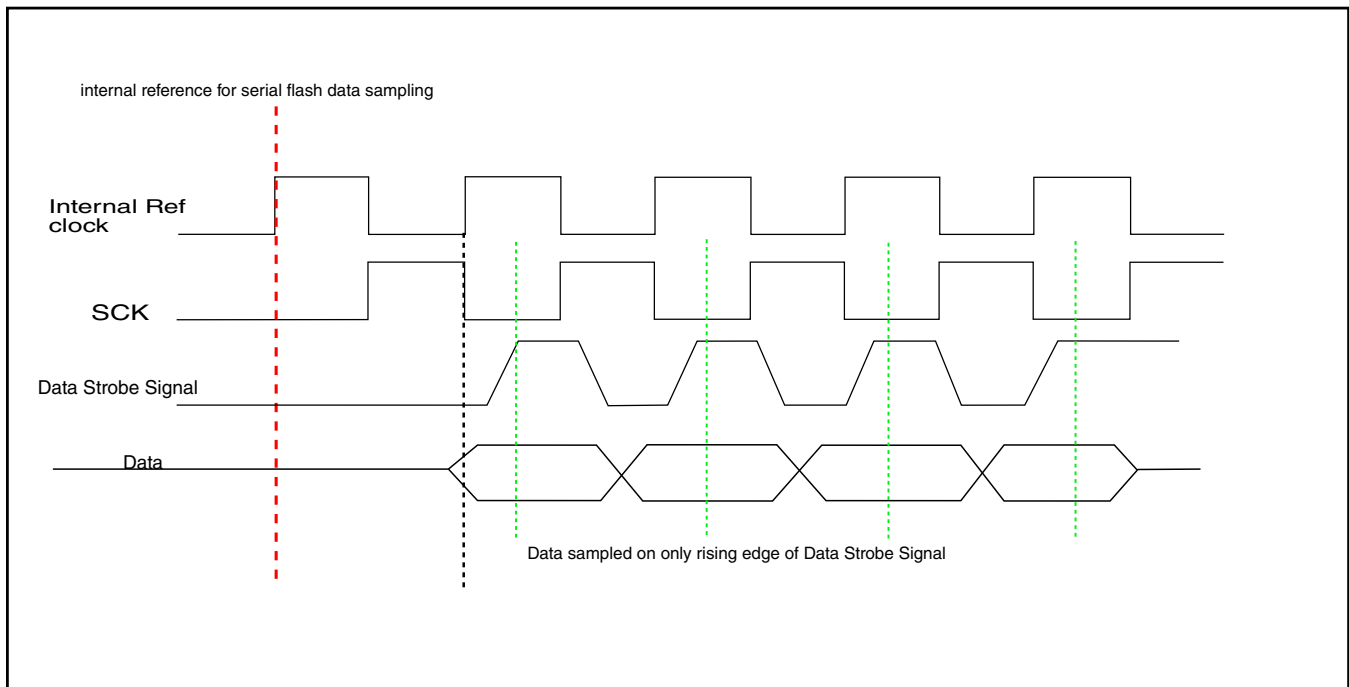 internal reference for serial flash data sampling
Internal Ref
clock
SCK
Data Strobe Signal
Data
Data sampled on only rising edge of Data Strobe Signal